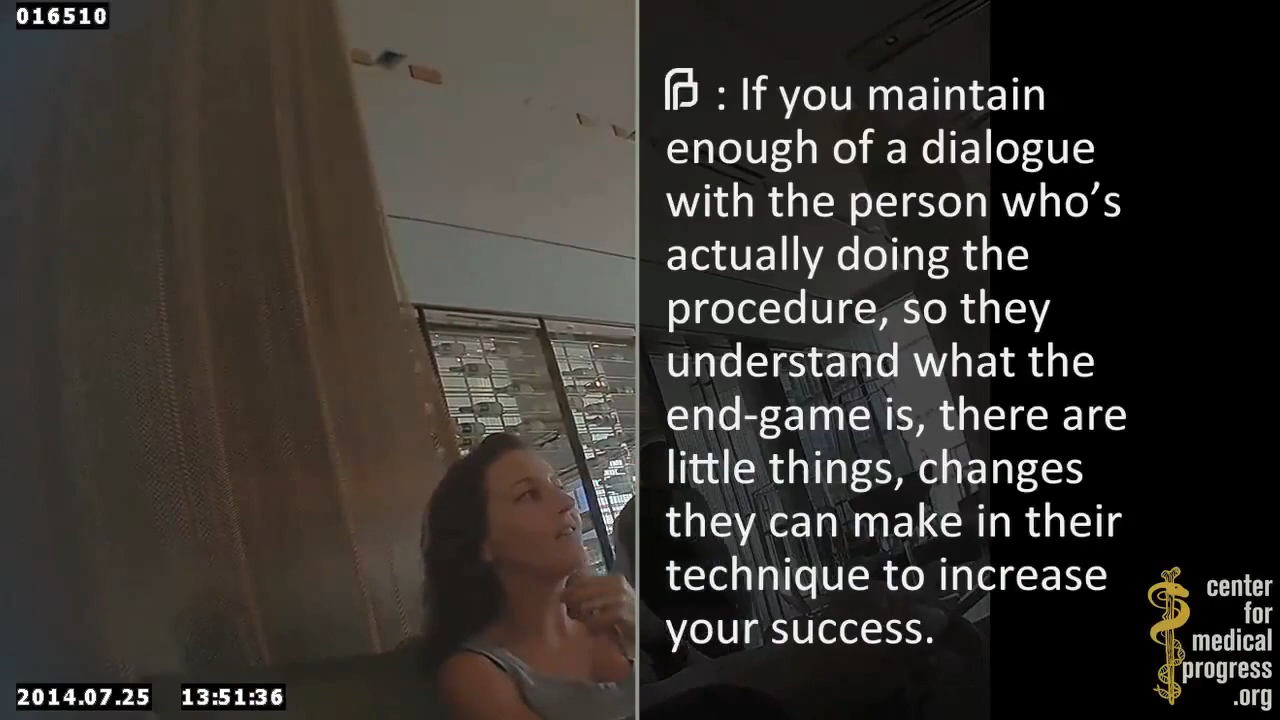 016510
: If you maintain
enough of a dialogue
with the person who’s
actually doing the
procedure, so they
understand what the
end-game is, there are
little things, changes
they can make in their
technique to increase
your success.
center
for
medical
progress
.org
2014.07.25 13:51:36